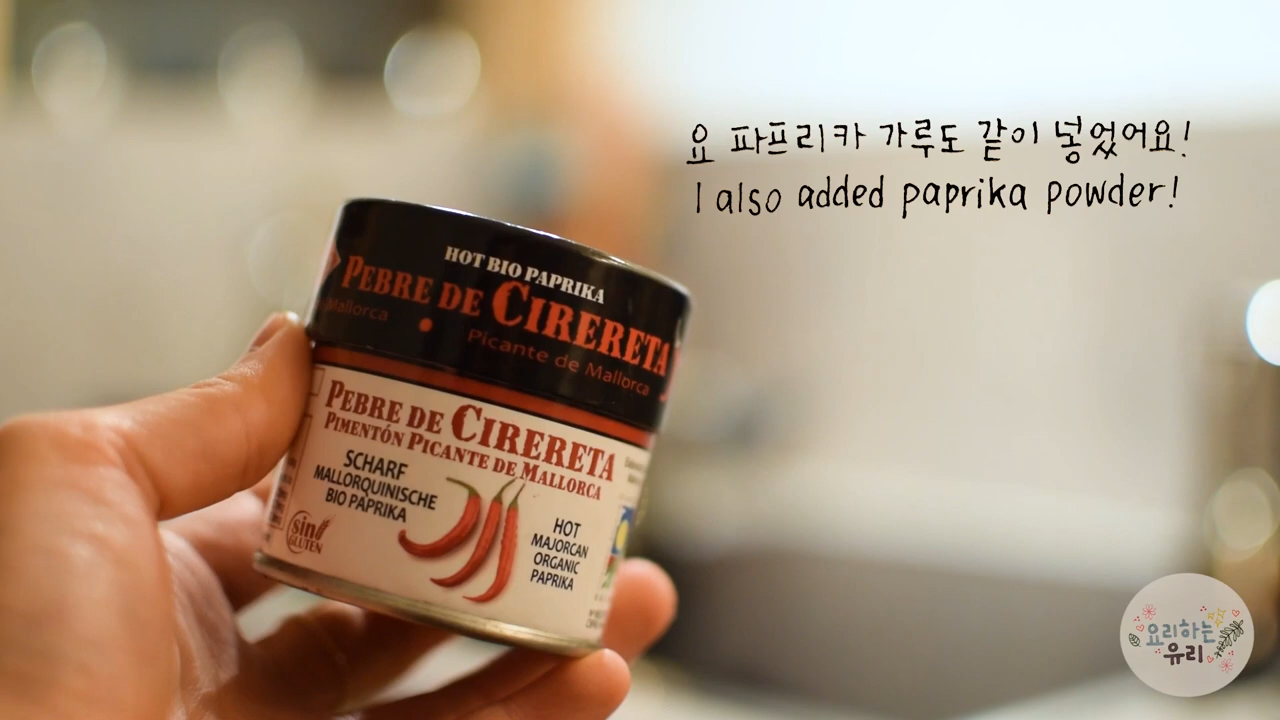 요 파프리카 가루도 같이 넣었어요!
I also added paprika powder!
HOT BIO PAPRIKA
PEBRE DE CIRERETA
Mallorca
Picante de Mallorca
PEBRE DE CIRERETA
PIMENTÓN PICANTE DE MALLORCA
SCHARF
MALLORQUINISCHE
BIO PAPRIKA
sin
GLUTEN
HOT
MAJORCAN
ORGANIC
PAPRIKA
요리하는
유리